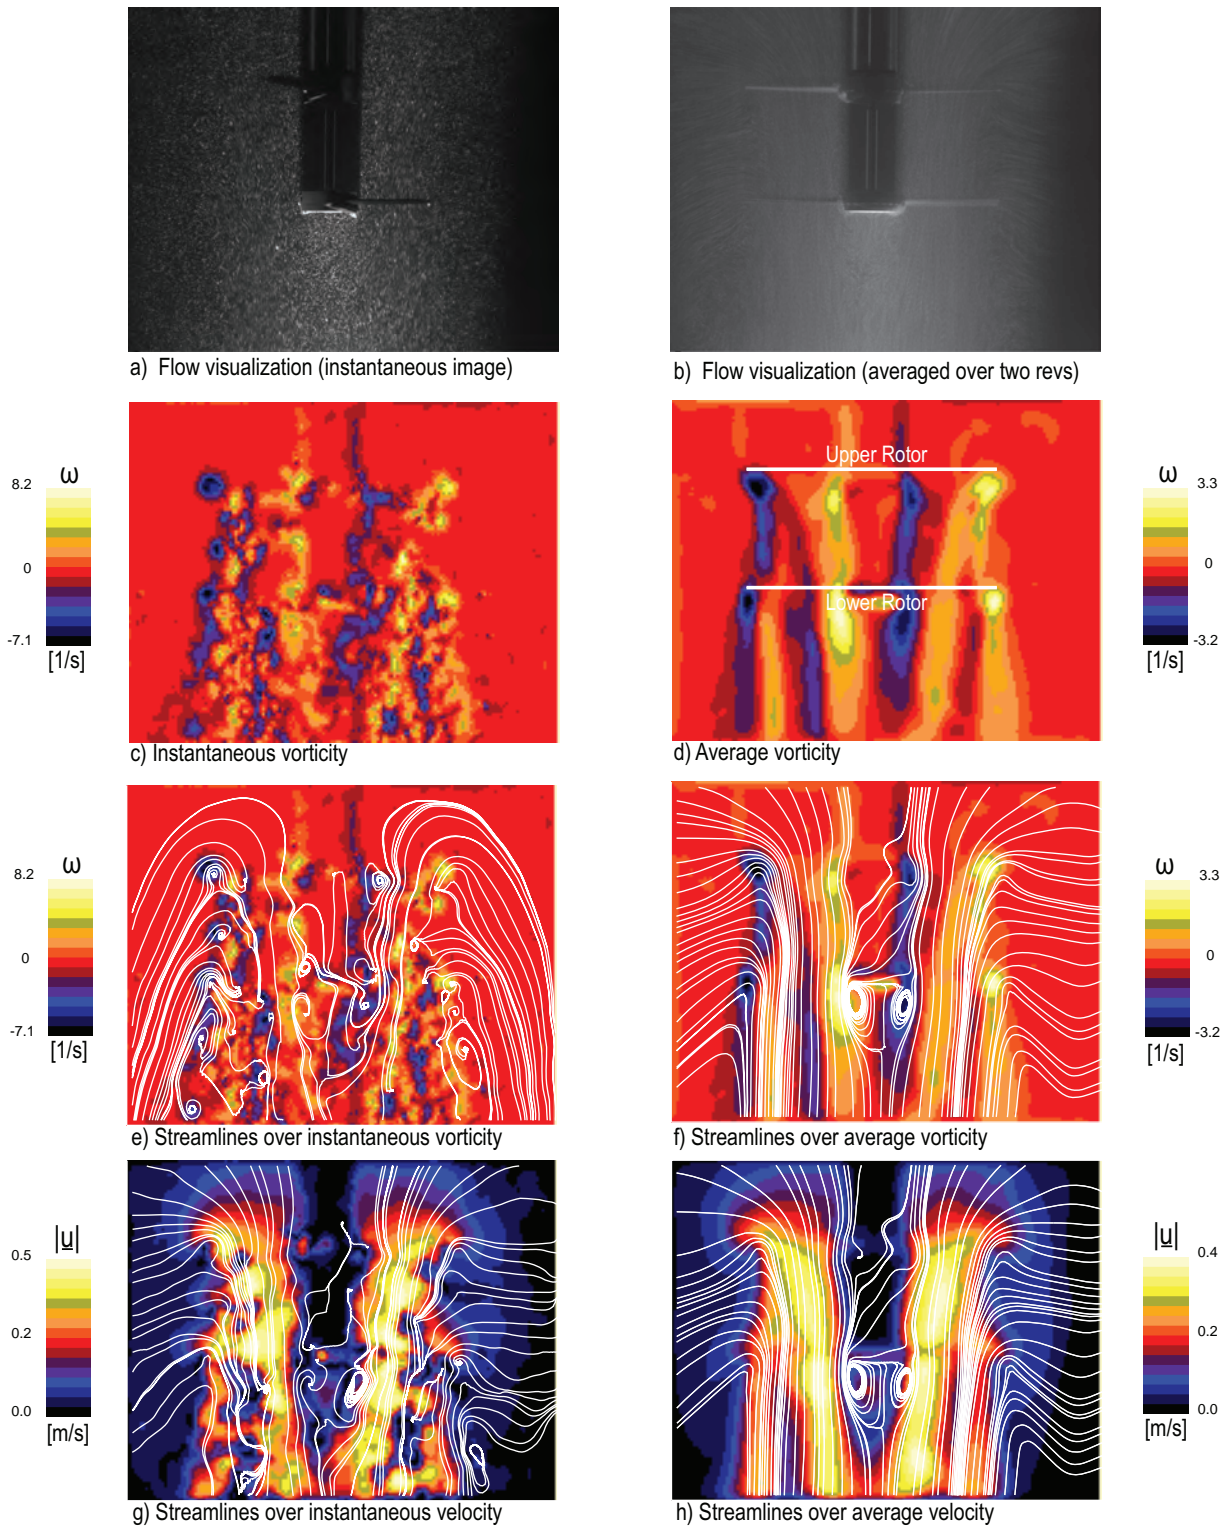 a) Flow visualization (instantaneous image)
b) Flow visualization (averaged over two revs)
ω
8.2
0
-7.1
[1/s]
Upper Rotor
Lower Rotor
ω
3.3
0
-3.2
[1/s]
c) Instantaneous vorticity
d) Average vorticity
ω
8.2
0
-7.1
[1/s]
ω
3.3
0
-3.2
[1/s]
e) Streamlines over instantaneous vorticity
f) Streamlines over average vorticity
|u|
0.5
0.2
0.0
[m/s]
|u|
0.4
0.2
0.0
[m/s]
g) Streamlines over instantaneous velocity
h) Streamlines over average velocity